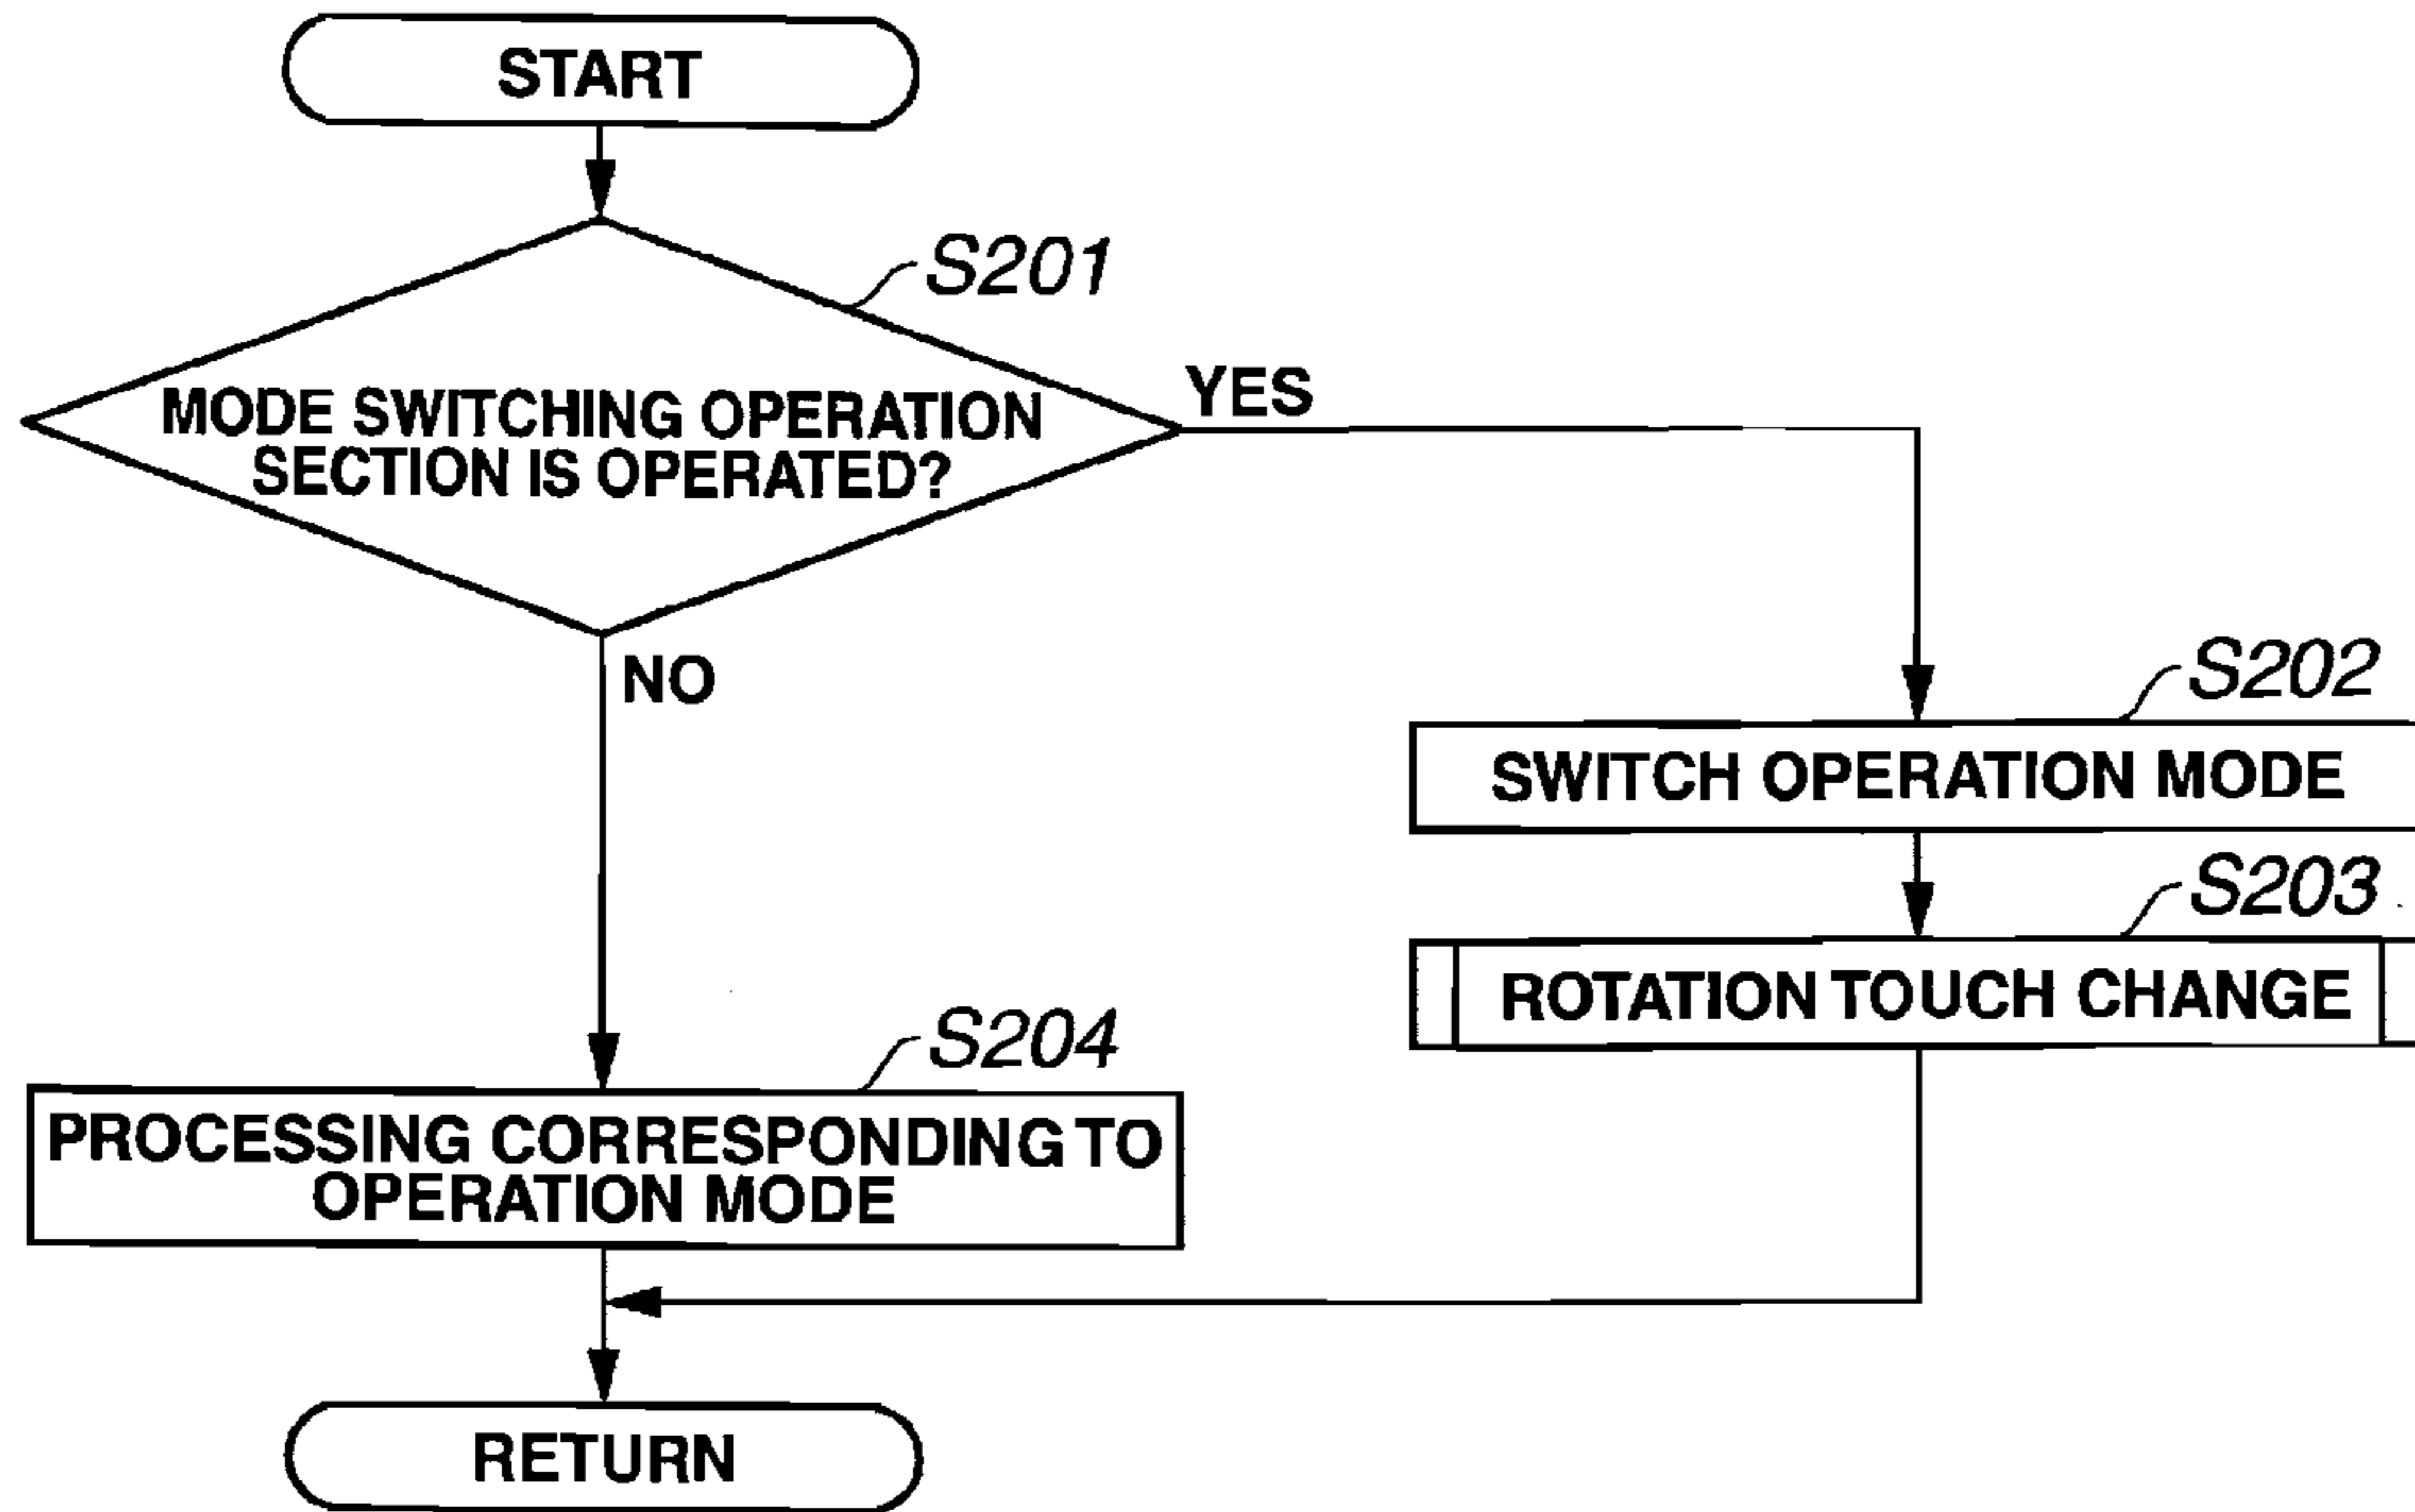 START
S201
MODE SWITCHING OPERATION
SECTION IS OPERATED?
YES
NO
S202
SWITCH OPERATION MODE
S203
ROTATION TOUCH CHANGE
S204
PROCESSING CORRESPONDING TO
OPERATION MODE
RETURN